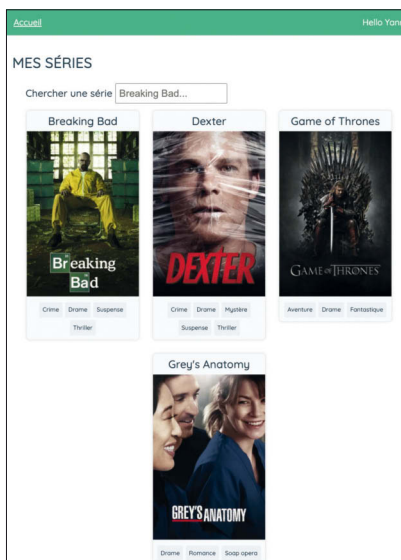 Accueil
Hello Yann
MES SÉRIES
Chercher une série
Breaking Bad...
Breaking Bad
Breaking
Bad
Crime Drame Suspense
Thriller
Dexter
DEXTER
Crime Drame Mystère
Suspense Thriller
Game of Thrones
GAME OF THRONES
Aventure Drame Fantastique
Grey's Anatomy
GREY'S ANATOMY
Drame Romance Soap opera